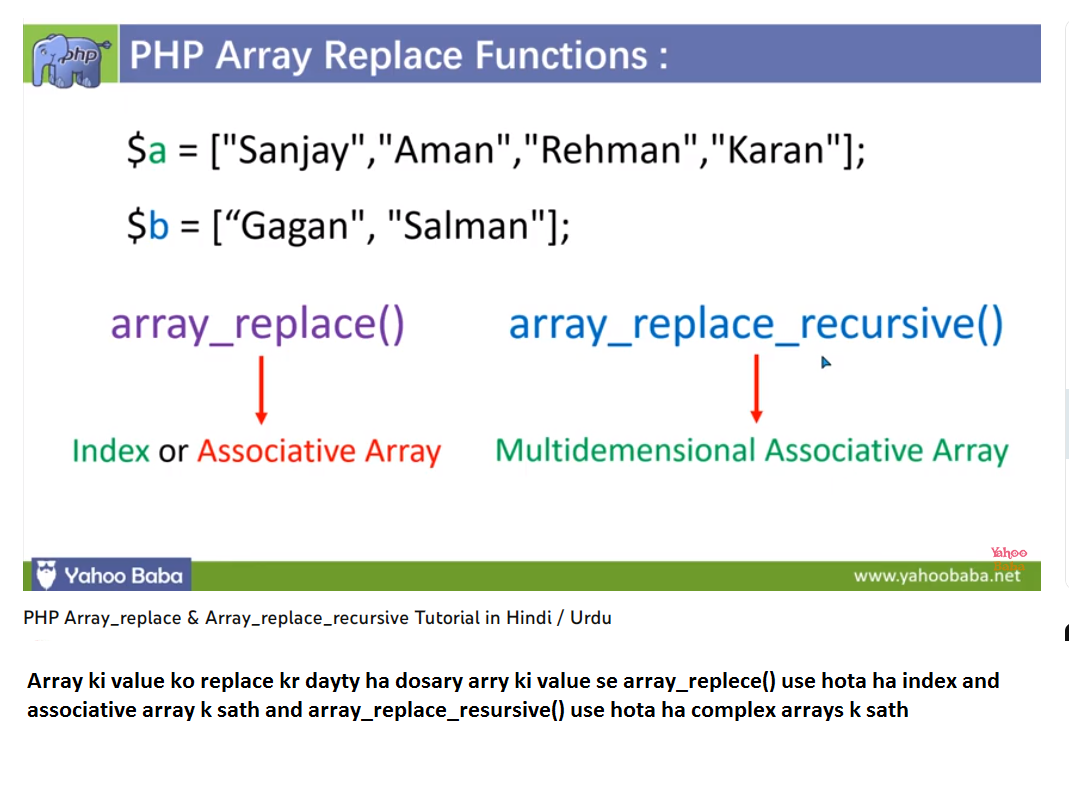 php
PHP Array Replace Functions :
$a = ["Sanjay","Aman","Rehman","Karan"];
$b = [“Gagan", "Salman"];
array_replace() array_replace_recursive()
Index or Associative Array Multidemensional Associative Array
Yahoo
Yahoo Baba www.yahoobaba.net
PHP Array_replace & Array_replace_recursive Tutorial in Hindi / Urdu
Array ki value ko replace kr dayty ha dosary arry ki value se array_replece() use hota ha index and
associative array k sath and array_replace_resursive() use hota ha complex arrays k sath